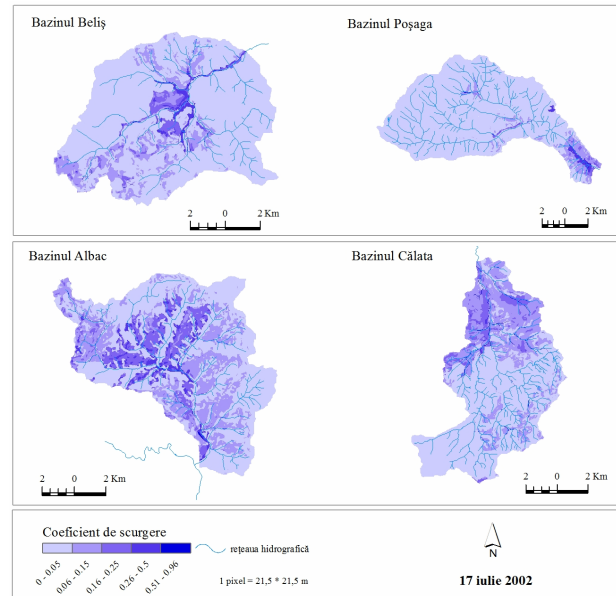 Bazinul Beliş
Bazinul Poşaga
2 0 2 Km
2 0 2 Km
Bazinul Albac
Bazinul Călata
2 0 2 Km
2 0 2 Km
Coeficient de scurgere
0 - 0.05
0.06 - 0.15
0.16 - 0.25
0.26 - 0.5
0.51 - 0.96
reţeaua hidrografică
1 pixel = 21,5 * 21,5 m
N
17 iulie 2002